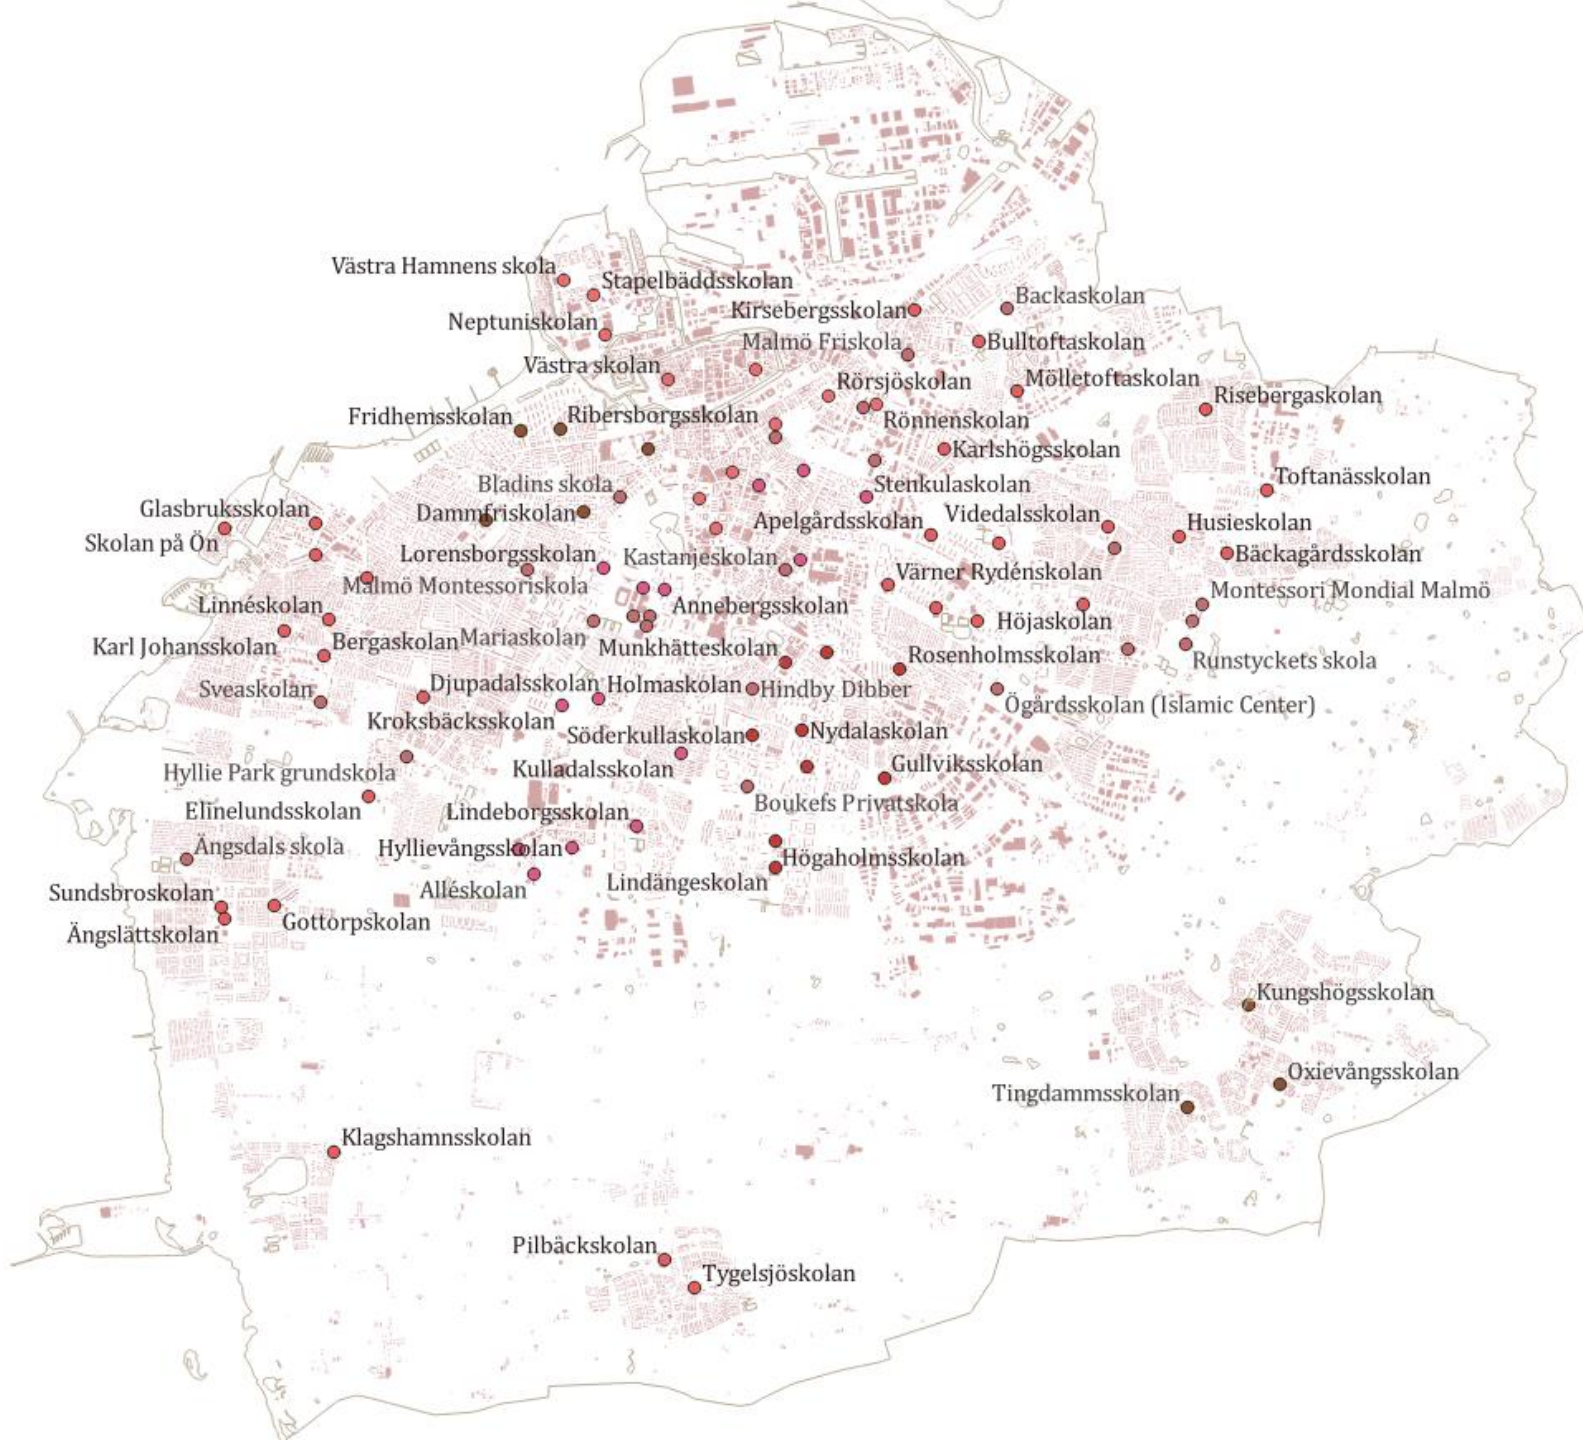 Västra Hamnens skola
Stapelbäddsskolan
Backaskolan
Kirsebergsskolan
Neptuniskolan
Malmö Friskola
Bulltoftaskolan
Västra skolan
Rörsjöskolan
Mölletoftaskolan
Risebergaskolan
Fridhemsskolan
Ribersborgsskolan
Rönnenskolan
Karlshögsskolan
Toftanässkolan
Bladins skola
Stenkulaskolan
Glasbruksskolan
Dammfriskolan
Apelgårdsskolan
Videdalsskolan
Husieskolan
Skolan på Ön
Lorensborgsskolan
Kastanjeskolan
Bäckagårdsskolan
Malmö Montessoriskola
Värner Rydénskolan
Montessori Mondial Malmö
Linnéskolan
Annebergsskolan
Höjaskolan
Karl Johansskolan
Bergaskolan
Mariaskolan
Munkhätteskolan
Rosenholmsskolan
Runstyckets skola
Sveaskolan
Djupadalsskolan
Holmaskolan
Hindby Dibber
Ögårdsskolan (Islamic Center)
Kroksbäcksskolan
Söderkullaskolan
Nydalaskolan
Hyllie Park grundskola
Kulladalsskolan
Gullviksskolan
Elinelundsskolan
Lindeborgsskolan
Boukefs Privatskola
Ängsdals skola
Hyllievångsskolan
Högaholmsskolan
Sundsbroskolan
Alléskolan
Lindängeskolan
Gottorpskolan
Ängslättskolan
Kungshögsskolan
Oxievångsskolan
Tingdammsskolan
Klagshamnsskolan
Pilbäckskolan
Tygelsjöskolan